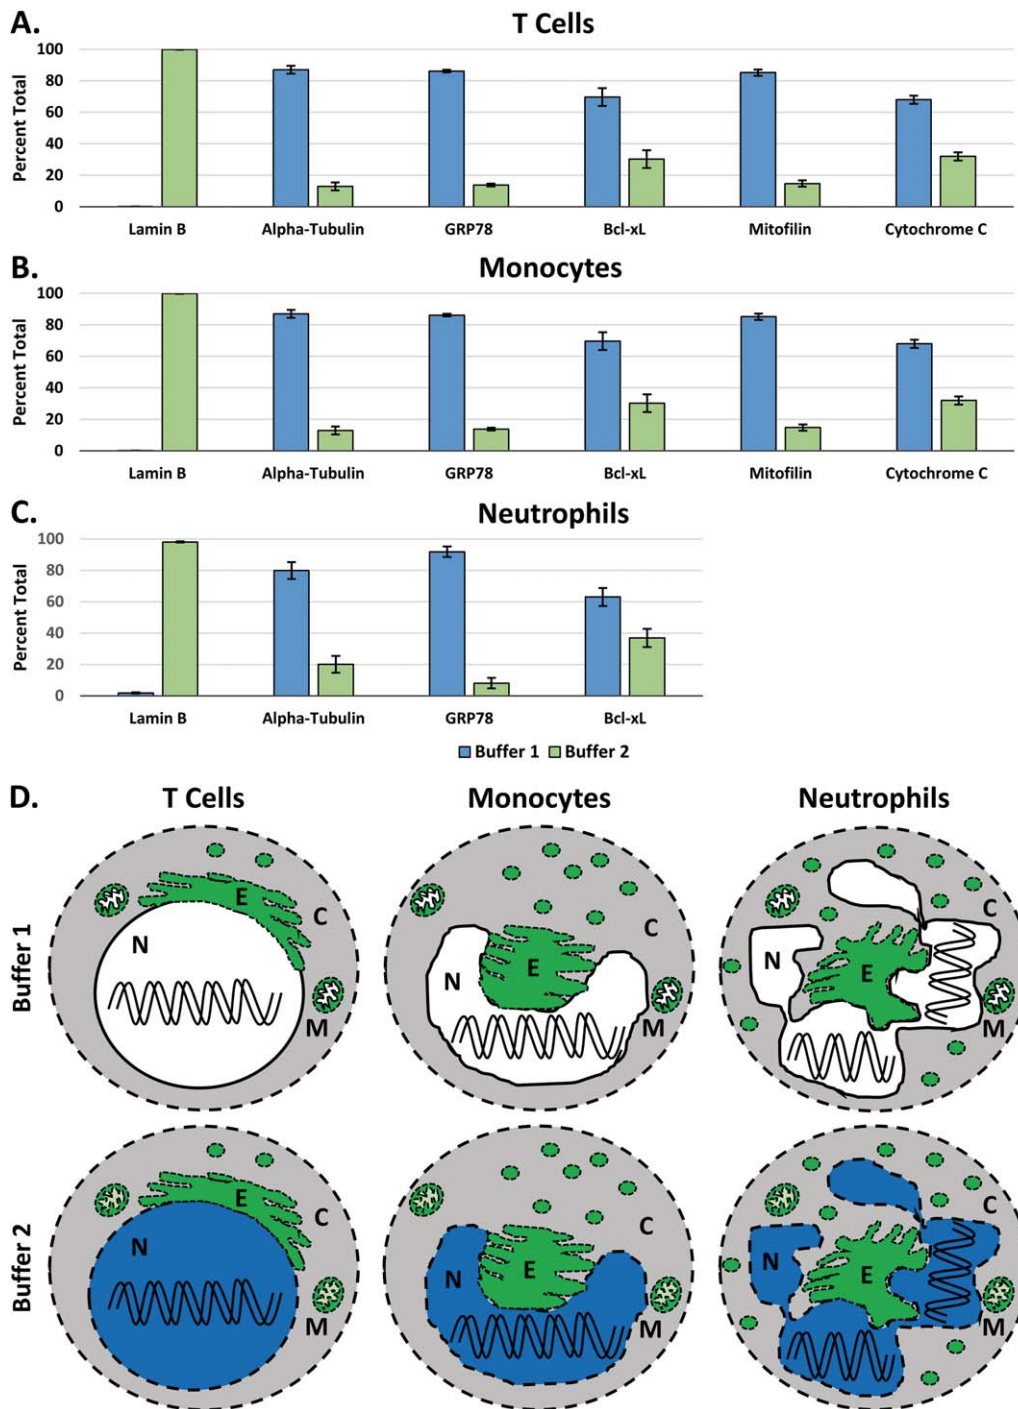 A. T Cells
Percent Total
100
80
60
40
20
0
Lamin B Alpha-Tubulin GRP78 Bcl-xL Mitofilin Cytochrome C
B. Monocytes
Percent Total
100
80
60
40
20
0
Lamin B Alpha-Tubulin GRP78 Bcl-xL Mitofilin Cytochrome C
C. Neutrophils
Percent Total
100
80
60
40
20
0
Lamin B Alpha-Tubulin GRP78 Bcl-xL
Buffer 1 Buffer 2
D. T Cells Monocytes Neutrophils
Buffer 1
E
C
N
M
C
E
N
M
C
E
N
M
Buffer 2
E
C
N
M
C
E
N
M
C
E
N
M